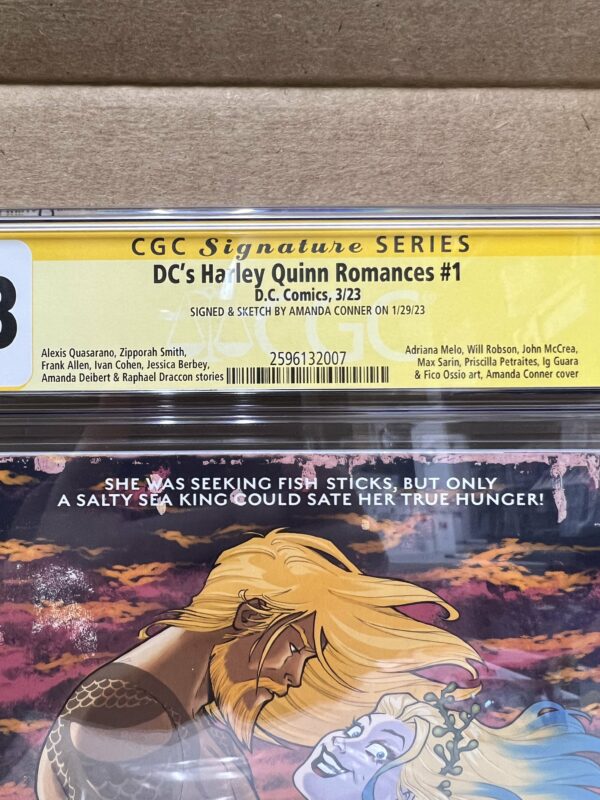 CGC Signature SERIES
DC's Harley Quinn Romances #1
D.C. Comics, 3/23
SIGNED & SKETCH BY AMANDA CONNER ON 1/29/23
CGC
Alexis Quasarano, Zipporah Smith,
Frank Allen, Ivan Cohen, Jessica Berbey,
Amanda Deibert & Raphael Draccon stories
2596132007
Adriana Melo, Will Robson, John McCrea,
Max Sarin, Priscilla Petraites, Ig Guara
& Fico Ossio art, Amanda Conner cover
SHE WAS SEEKING FISH STICKS, BUT ONLY
A SALTY SEA KING COULD SATE HER TRUE HUNGER!